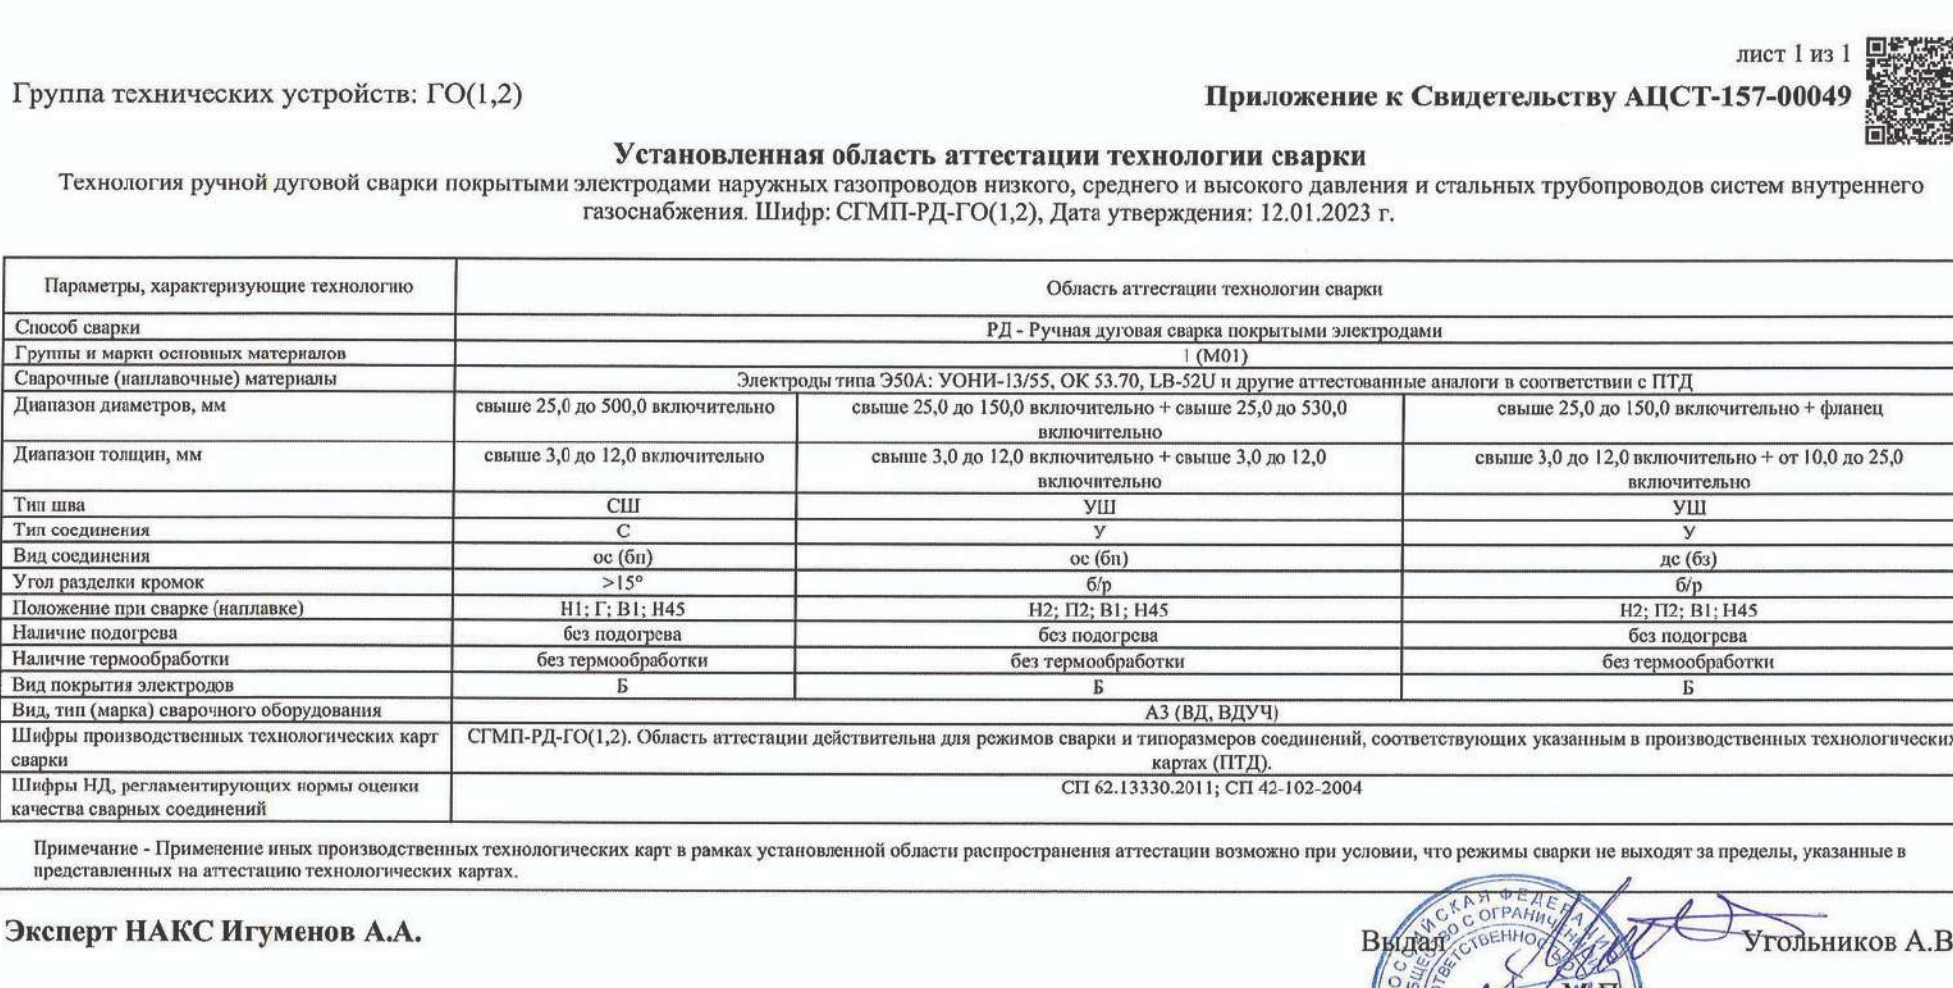 лист 1 из 1
Группа технических устройств: ГО(1,2)
Приложение к Свидетельству АЦСТ-157-00049
Установленная область аттестации технологии сварки
Технология ручной дуговой сварки покрытыми электродами наружных газопроводов низкого, среднего и высокого давления и стальных трубопроводов систем внутреннего
газоснабжения. Шифр: СГМП-РД-ГО(1,2), Дата утверждения: 12.01.2023 г.
Параметры, характеризующие технологию
Область аттестации технологии сварки
Способ сварки
РД - Ручная дуговая сварка покрытыми электродами
Группы и марки основных материалов
1 (М01)
Сварочные (наплавочные) материалы
Электроды типа Э50А: УОНИ-13/55, ОК 53.70, LB-52U и другие аттестованные аналоги в соответствии с ПТД
Диапазон диаметров, мм
свыше 25,0 до 500,0 включительно
свыше 25,0 до 150,0 включительно + свыше 25,0 до 530,0
включительно
свыше 25,0 до 150,0 включительно + фланец
Диапазон толщин, мм
свыше 3,0 до 12,0 включительно
свыше 3,0 до 12,0 включительно + свыше 3,0 до 12,0
включительно
свыше 3,0 до 12,0 включительно + от 10,0 до 25,0
включительно
Тип шва
СШ
УШ
УШ
Тип соединения
С
У
У
Вид соединения
ос (бп)
ос (бп)
дс (бз)
Угол разделки кромок
>15°
б/р
б/р
Положение при сварке (наплавке)
Н1; Г; В1; Н45
Н2; П2; В1; Н45
Н2; П2; В1; Н45
Наличие подогрева
без подогрева
без подогрева
без подогрева
Наличие термообработки
без термообработки
без термообработки
без термообработки
Вид покрытия электродов
Б
Б
Б
Вид, тип (марка) сварочного оборудования
А3 (ВД, ВДУЧ)
Шифры производственных технологических карт
сварки
СГМП-РД-ГО(1,2). Область аттестации действительна для режимов сварки и типоразмеров соединений, соответствующих указанным в производственных технологических
картах (ПТД).
Шифры НД, регламентирующих нормы оценки
качества сварных соединений
СП 62.13330.2011; СП 42-102-2004
Примечание - Применение иных производственных технологических карт в рамках установленной области распространения аттестации возможно при условии, что режимы сварки не выходят за пределы, указанные в
представленных на аттестацию технологических картах.
Эксперт НАКС Игуменов А.А.
Выдал
Угольников А.В
М.П.